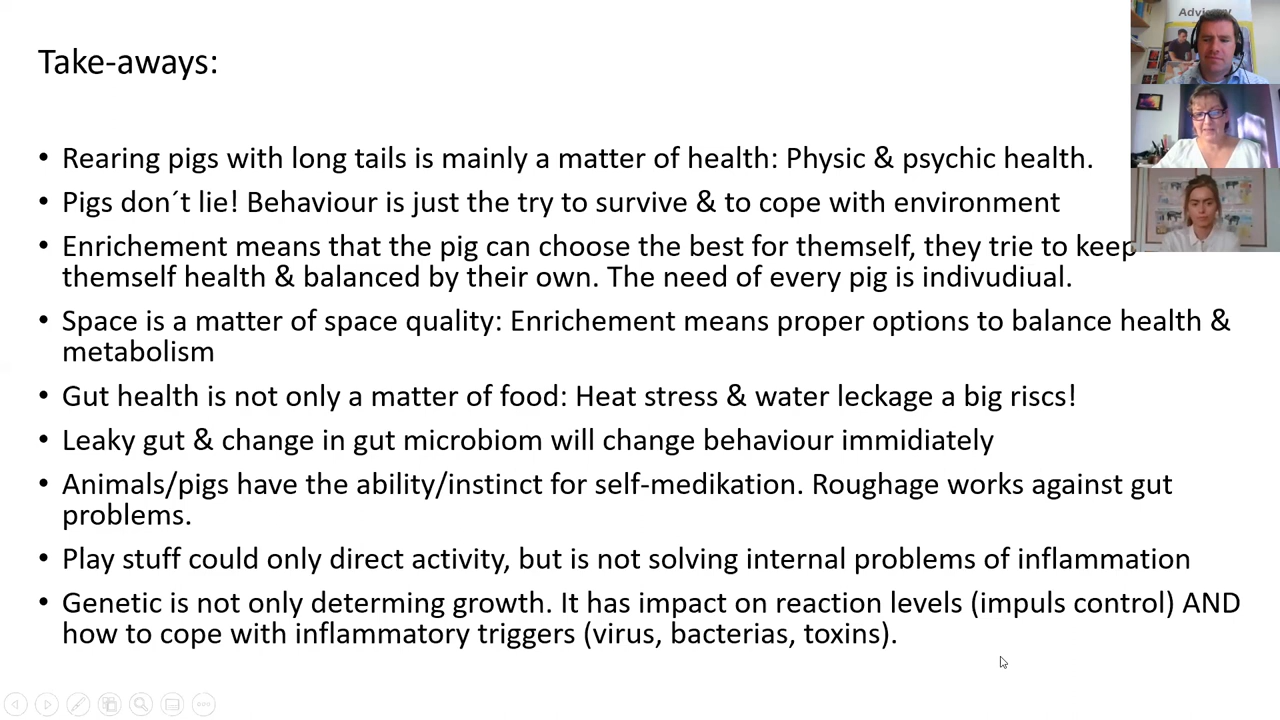 Advisory
Take-aways:
• Rearing pigs with long tails is mainly a matter of health: Physic & psychic health.
• Pigs don´t lie! Behaviour is just the try to survive & to cope with environment
• Enrichement means that the pig can choose the best for themself, they trie to keep
themself health & balanced by their own. The need of every pig is indivudiual.
• Space is a matter of space quality: Enrichement means proper options to balance health &
metabolism
• Gut health is not only a matter of food: Heat stress & water leckage a big riscs!
• Leaky gut & change in gut microbiom will change behaviour immidiately
• Animals/pigs have the ability/instinct for self-medikation. Roughage works against gut
problems.
• Play stuff could only direct activity, but is not solving internal problems of inflammation
• Genetic is not only determing growth. It has impact on reaction levels (impuls control) AND
how to cope with inflammatory triggers (virus, bacterias, toxins).